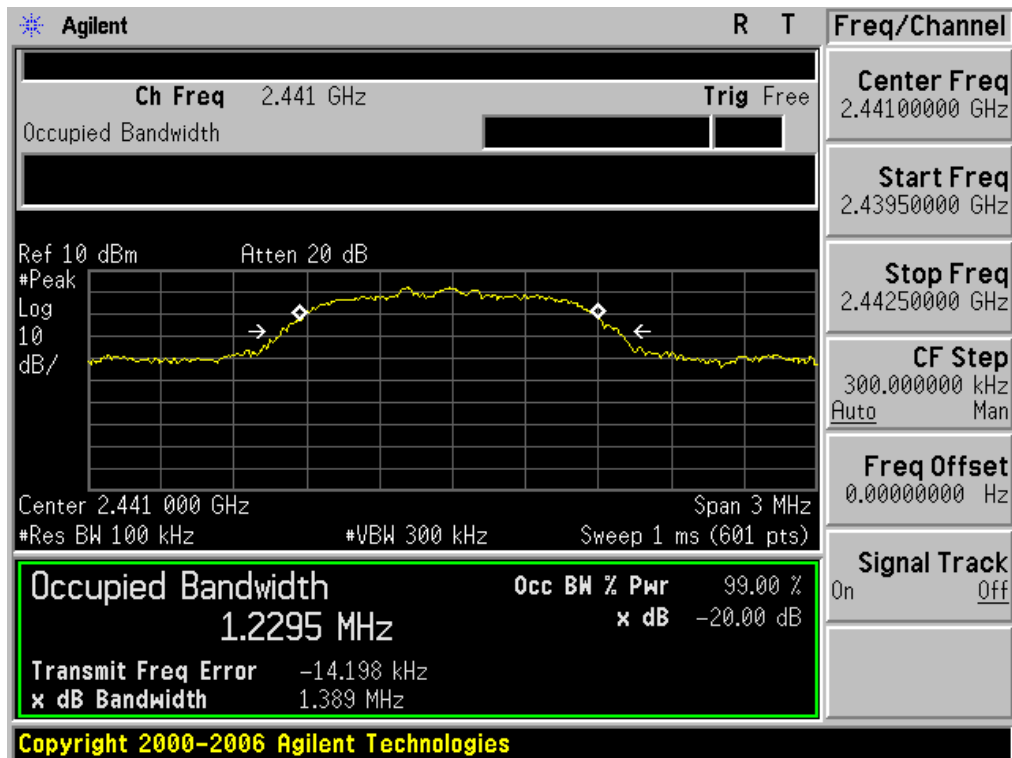 Agilent R T
Ch Freq 2.441 GHz Trig Free
Occupied Bandwidth
Ref 10 dBm Atten 20 dB
#Peak
Log
10
dB/
Center 2.441 000 GHz Span 3 MHz
#Res BW 100 kHz #VBW 300 kHz Sweep 1 ms (601 pts)
Occupied Bandwidth Occ BW % Pwr 99.00 %
1.2295 MHz x dB -20.00 dB
Transmit Freq Error -14.198 kHz
x dB Bandwidth 1.389 MHz
Copyright 2000-2006 Agilent Technologies
Freq/Channel
Center Freq
2.44100000 GHz
Start Freq
2.43950000 GHz
Stop Freq
2.44250000 GHz
CF Step
300.000000 kHz
Auto Man
Freq Offset
0.00000000 Hz
Signal Track
On Off